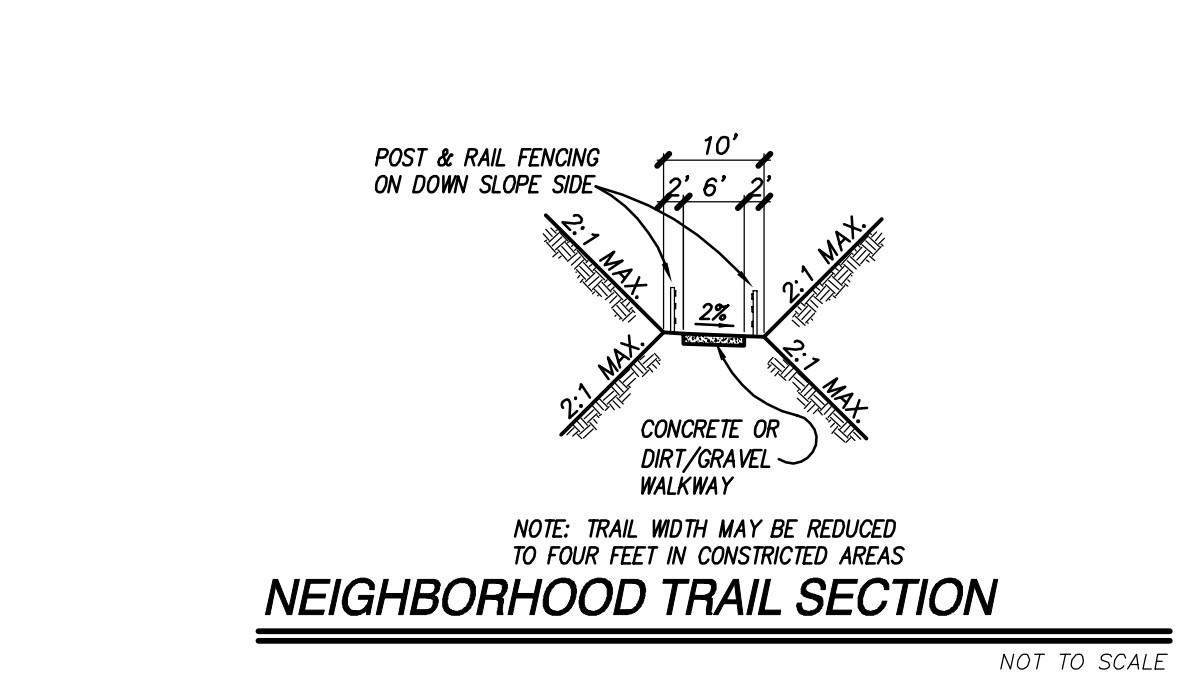 10'
POST & RAIL FENCING
ON DOWN SLOPE SIDE
2' 6' 2'
2:1 MAX.
2:1 MAX.
2%
2:1 MAX.
2:1 MAX.
CONCRETE OR
DIRT/GRAVEL
WALKWAY
NOTE: TRAIL WIDTH MAY BE REDUCED
TO FOUR FEET IN CONSTRICTED AREAS
NEIGHBORHOOD TRAIL SECTION
NOT TO SCALE